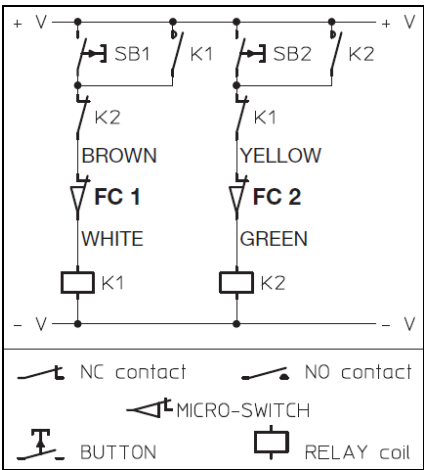 + V + V
SB1 K1 SB2 K2
K2 K1
BROWN YELLOW
FC 1 FC 2
WHITE GREEN
K1 K2
- V - V
NC contact NO contact
MICRO-SWITCH
BUTTON RELAY coil